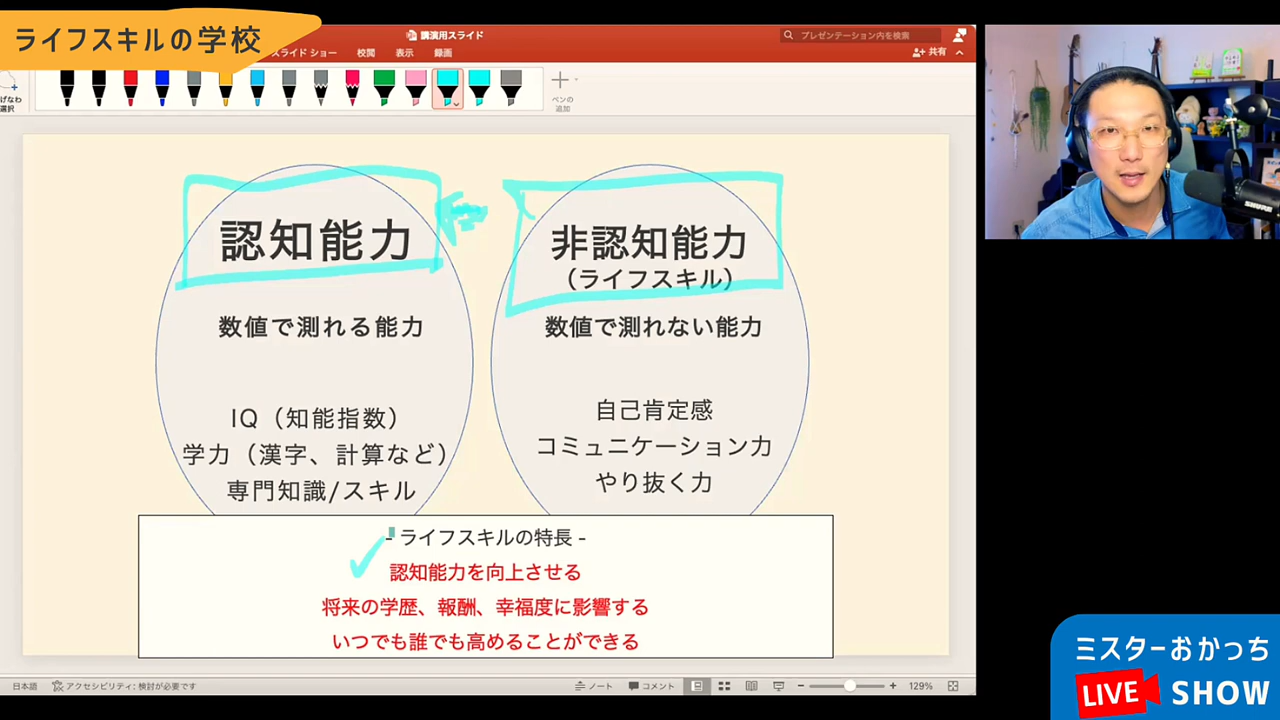 ライフスキルの学校
講演用スライド
プレゼンテーション内を検索
スライド ショー
校閲
表示
録画
共有
げなわ
選択
ペンの
追加
認知能力
数値で測れる能力
IQ（知能指数）
学力（漢字、計算など）
専門知識/スキル
非認知能力
（ライフスキル）
数値で測れない能力
自己肯定感
コミュニケーション力
やり抜く力
- ライフスキルの特長 -
認知能力を向上させる
将来の学歴、報酬、幸福度に影響する
いつでも誰でも高めることができる
日本語
アクセシビリティ: 検討が必要です
ノート
コメント
129%
SHURE
ミスターおかっち
LIVE SHOW